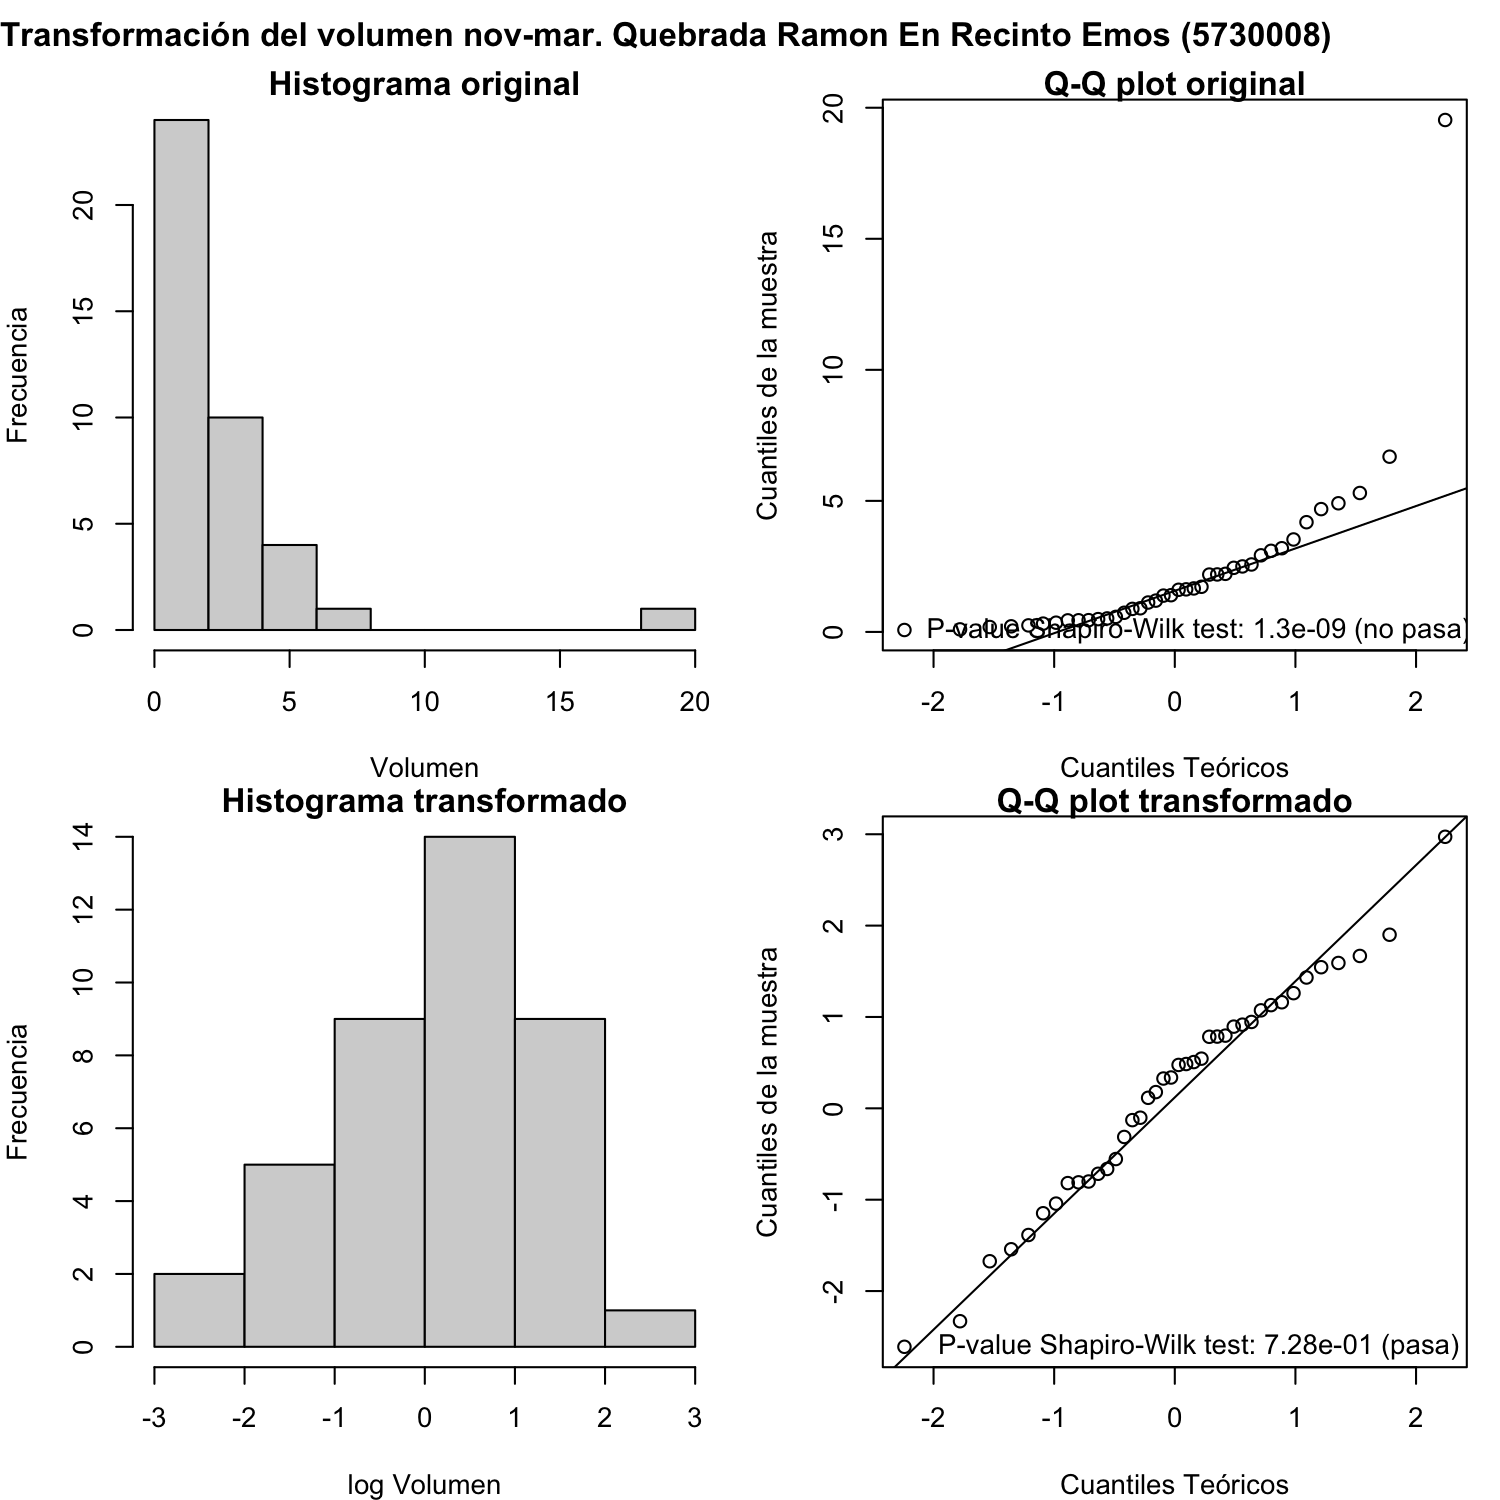 Transformación del volumen nov-mar. Quebrada Ramon En Recinto Emos (5730008)
Histograma original
Frecuencia
20
15
10
5
0
0 5 10 15 20
Volumen
Q-Q plot original
Cuantiles de la muestra
20
15
10
5
0
P-value Shapiro-Wilk test: 1.3e-09 (no pasa)
-2 -1 0 1 2
Cuantiles Teóricos
Histograma transformado
Frecuencia
14
12
10
8
6
4
2
0
-3 -2 -1 0 1 2 3
log Volumen
Q-Q plot transformado
Cuantiles de la muestra
3
2
1
0
-1
-2
P-value Shapiro-Wilk test: 7.28e-01 (pasa)
-2 -1 0 1 2
Cuantiles Teóricos